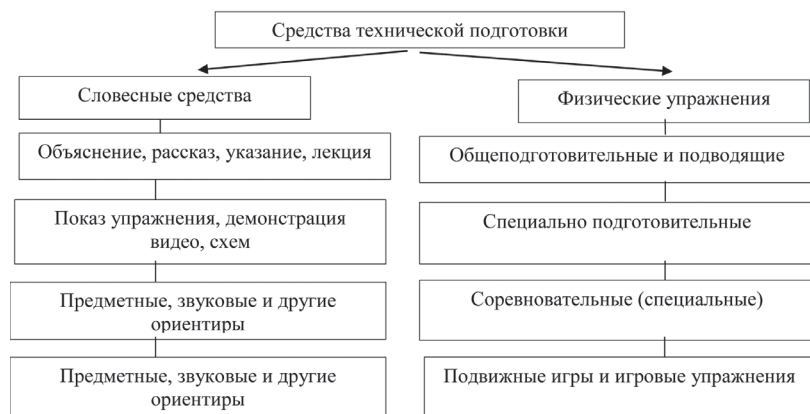 Средства технической подготовки
Словесные средства
Объяснение, рассказ, указание, лекция
Показ упражнения, демонстрация
видео, схем
Предметные, звуковые и другие
ориентиры
Предметные, звуковые и другие
ориентиры
Физические упражнения
Общеподготовительные и подводящие
Специально подготовительные
Соревновательные (специальные)
Подвижные игры и игровые упражнения